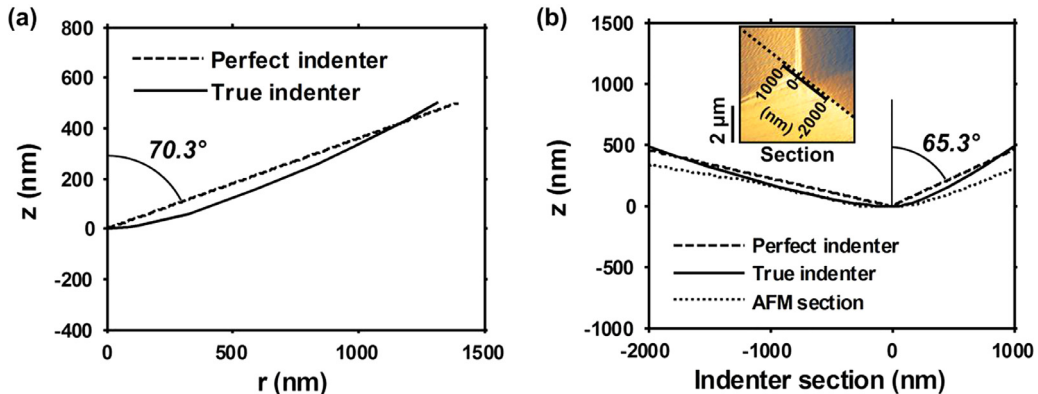 (a)
800
600
400
200
0
-200
-400
z (nm)
Perfect indenter
True indenter
70.3°
0
500
1000
1500
r (nm)
(b)
1500
1000
500
0
-500
-1000
z (nm)
1000
0
-2000
(nm)
2 µm
Section
65.3°
Perfect indenter
True indenter
AFM section
-2000
-1000
0
1000
Indenter section (nm)